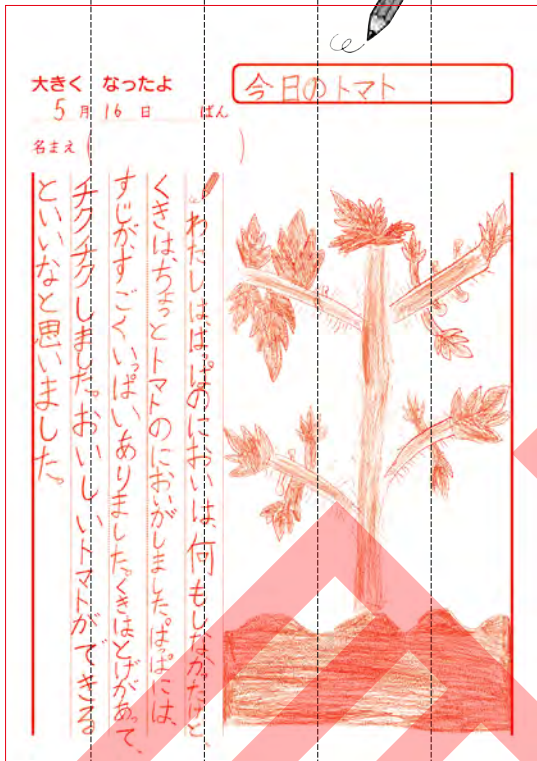 大きく なったよ
今日のトマト
5月16日 ばん
名まえ( )
わたしは、はっぱのにおいは、何もしなかったけど、
くきは、ちょっとトマトのにおいがしました。はっぱには、
すじが、すごくいっぱいありました。くきはとげがあって、
チクチクしました。おいしいトマトができる
といいなと思いました。